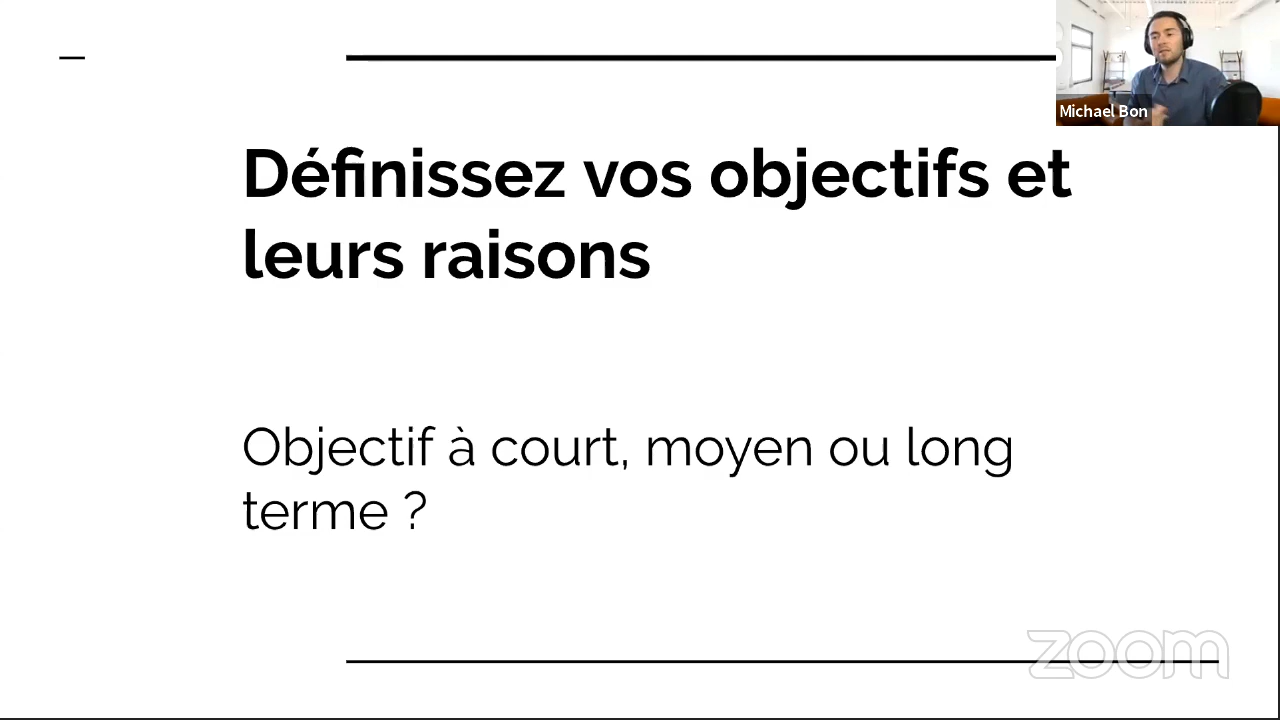 Michael Bon
Définissez vos objectifs et
leurs raisons
Objectif à court, moyen ou long
terme ?
zoom